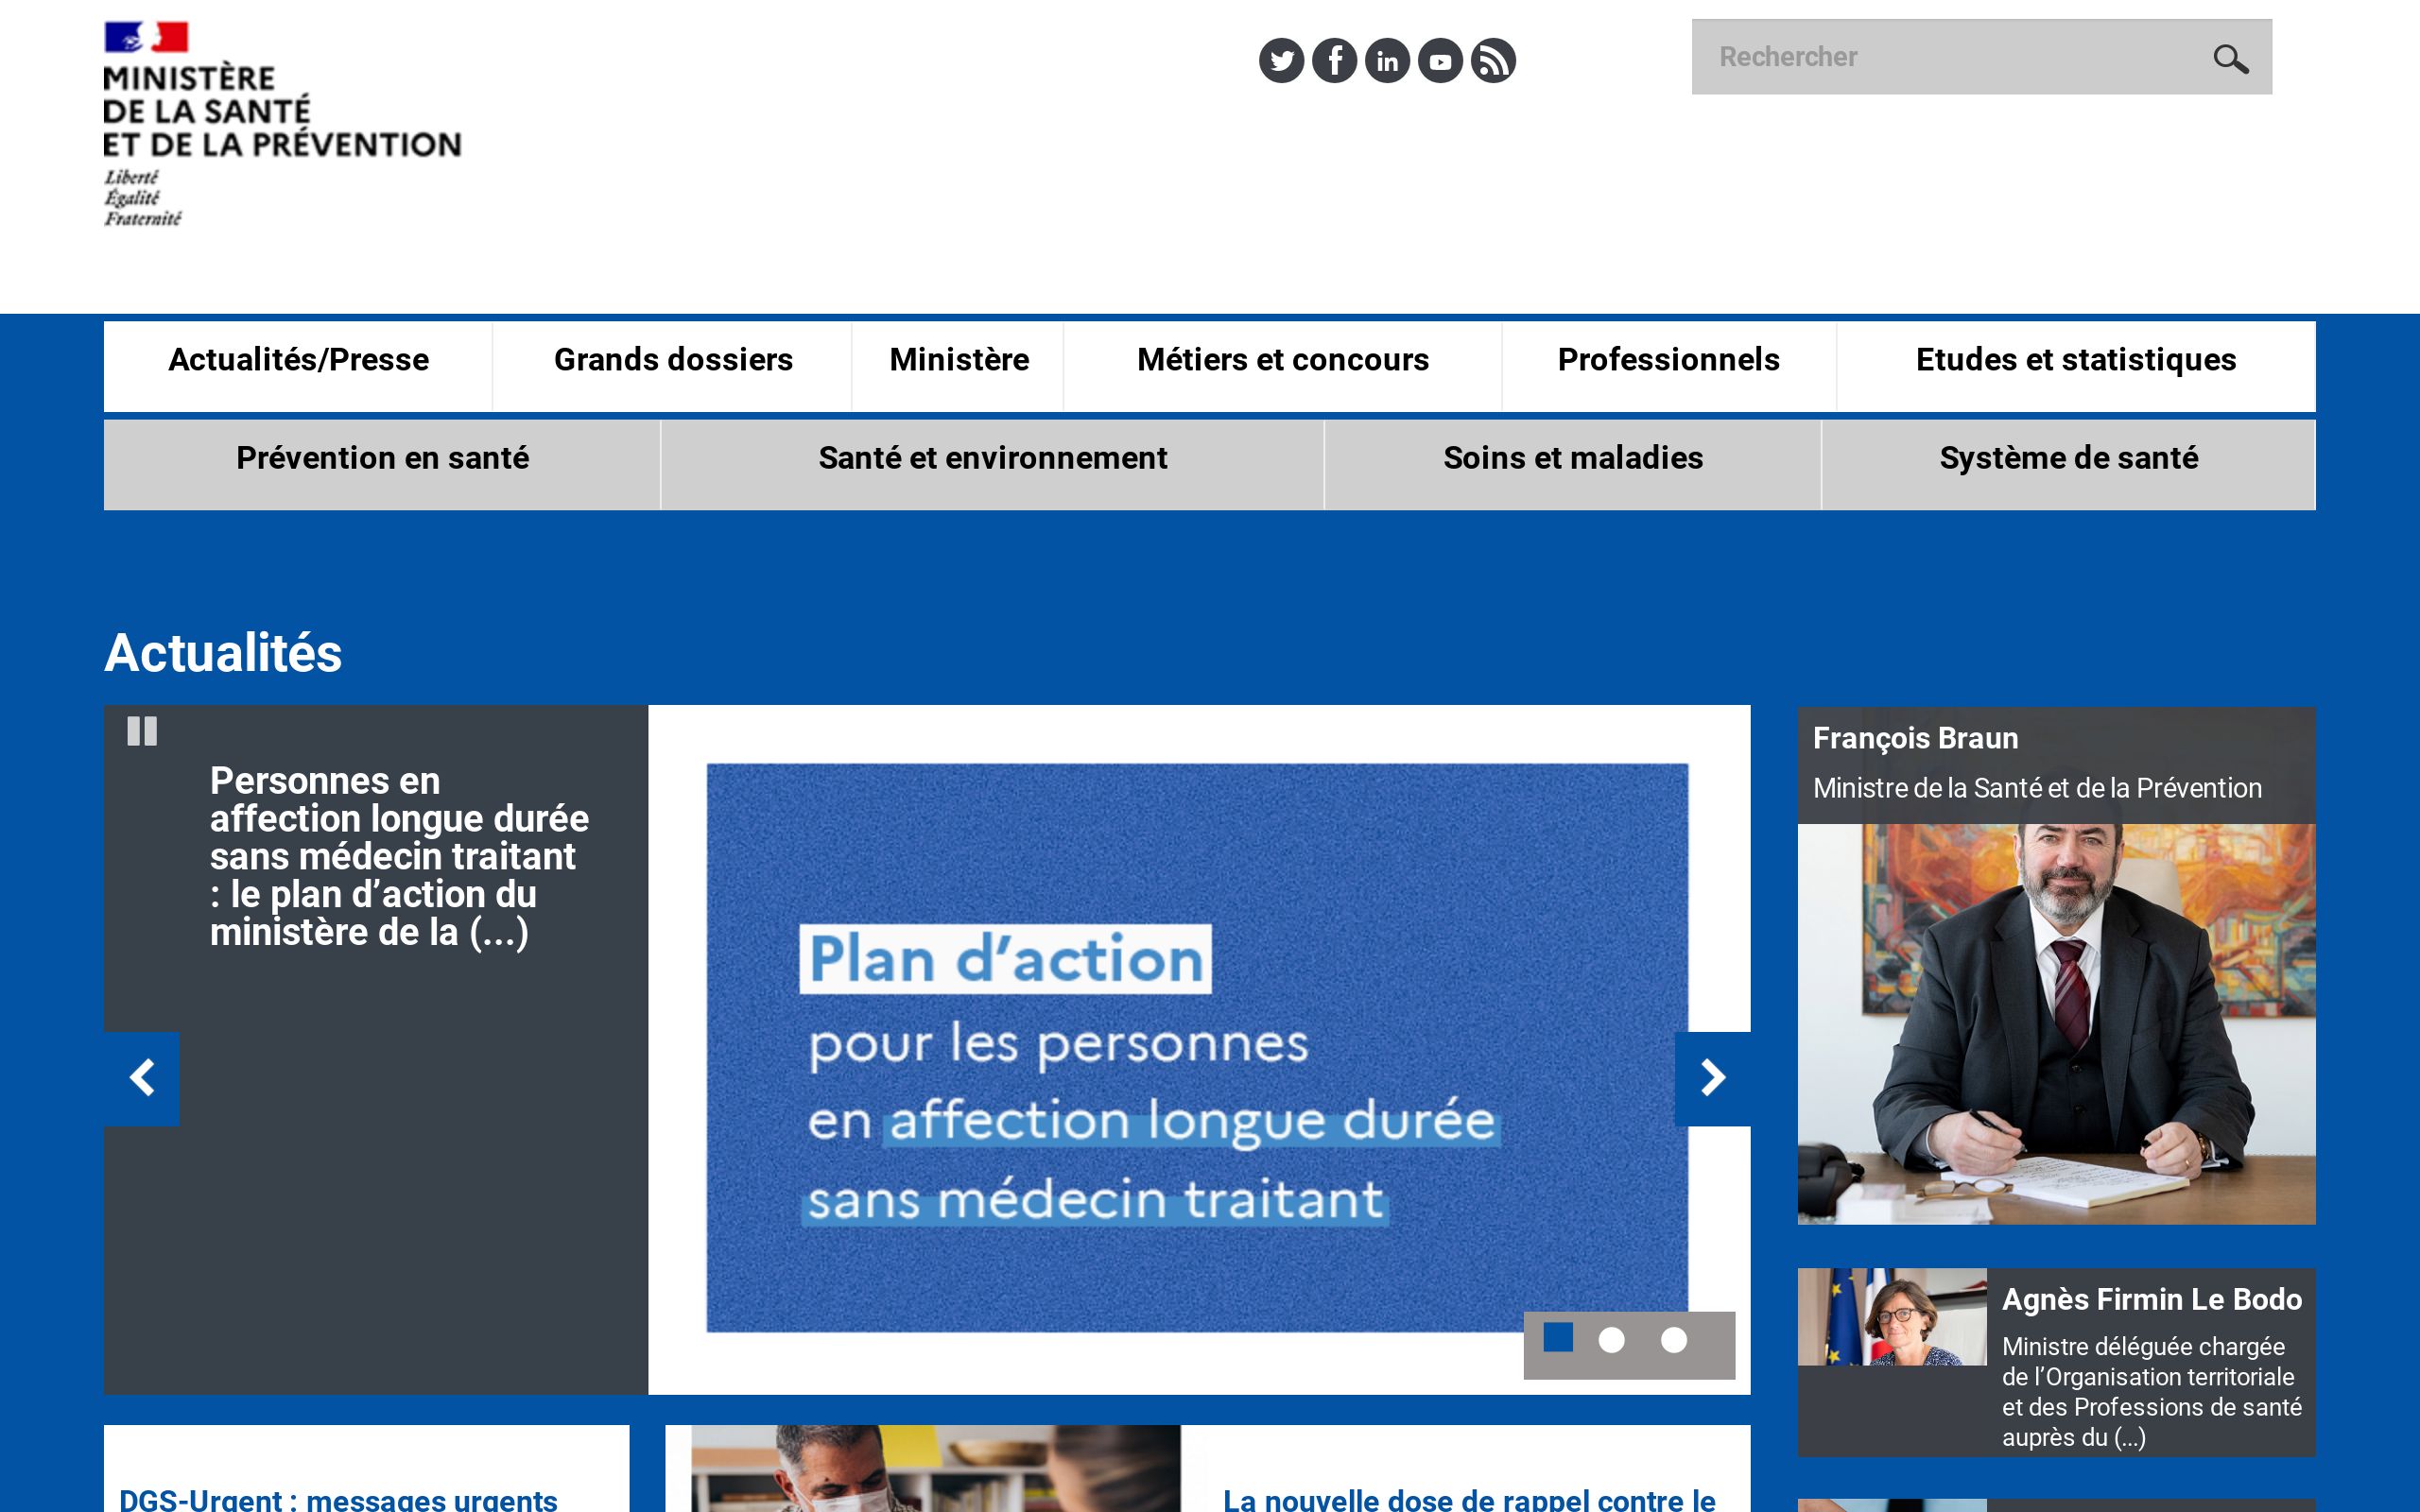 MINISTÈRE
DE LA SANTÉ
ET DE LA PRÉVENTION
Liberté
Égalité
Fraternité
Rechercher
Actualités/Presse
Grands dossiers
Ministère
Métiers et concours
Professionnels
Etudes et statistiques
Prévention en santé
Santé et environnement
Soins et maladies
Système de santé
Actualités
Personnes en
affection longue durée
sans médecin traitant
: le plan d’action du
ministère de la (...)
Plan d’action
pour les personnes
en affection longue durée
sans médecin traitant
François Braun
Ministre de la Santé et de la Prévention
Agnès Firmin Le Bodo
Ministre déléguée chargée
de l’Organisation territoriale
et des Professions de santé
auprès du (...)
DGS-Urgent : messages urgents
La nouvelle dose de rappel contre le